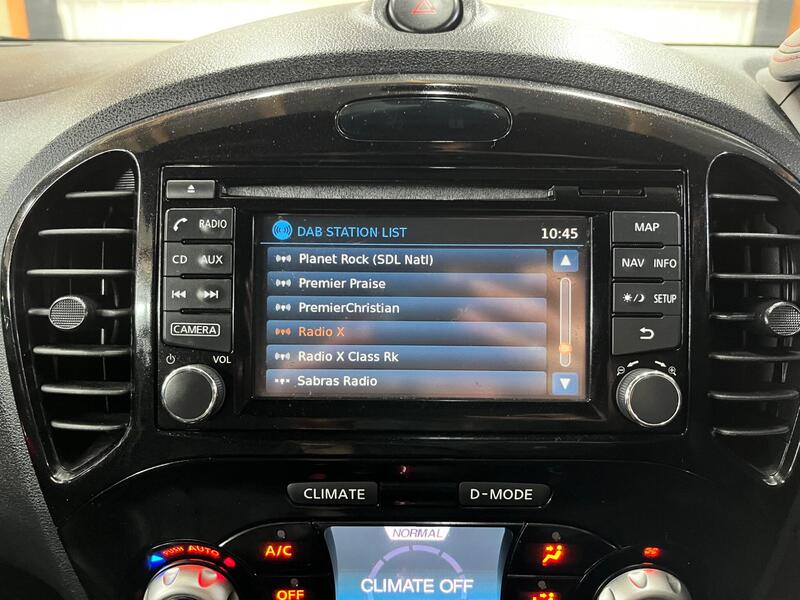 RADIO
CD AUX
CAMERA
VOL
DAB STATION LIST 10:45
Planet Rock (SDL Natl)
Premier Praise
PremierChristian
Radio X
Radio X Class Rk
Sabras Radio
MAP
NAV INFO
SETUP
CLIMATE D-MODE
NORMAL
PUSH AUTO
A/C
CLIMATE OFF
OFF